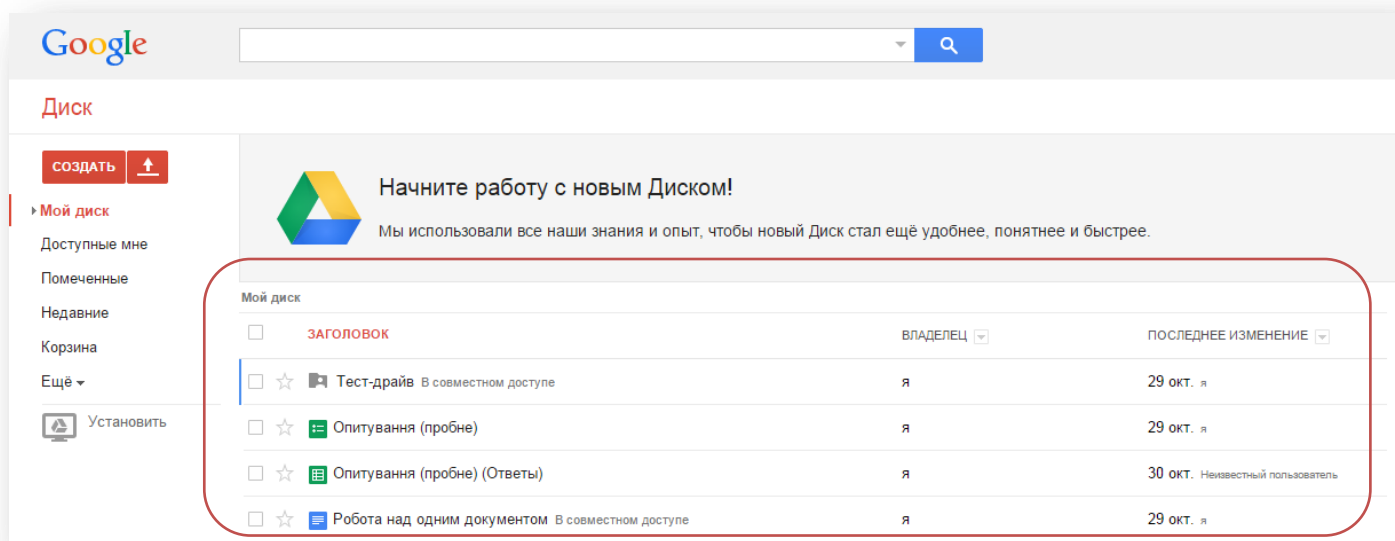 Google
Диск
СОЗДАТЬ
Мой диск
Доступные мне
Помеченные
Недавние
Корзина
Ещё
Установить
Начните работу с новым Диском!
Мы использовали все наши знания и опыт, чтобы новый Диск стал ещё удобнее, понятнее и быстрее.
Мой диск
ЗАГОЛОВОК ВЛАДЕЛЕЦ ПОСЛЕДНЕЕ ИЗМЕНЕНИЕ
Тест-драйв В совместном доступе я 29 окт. я
Опитування (пробне) я 29 окт. я
Опитування (пробне) (Ответы) я 30 окт. Неизвестный пользователь
Робота над одним документом В совместном доступе я 29 окт. я